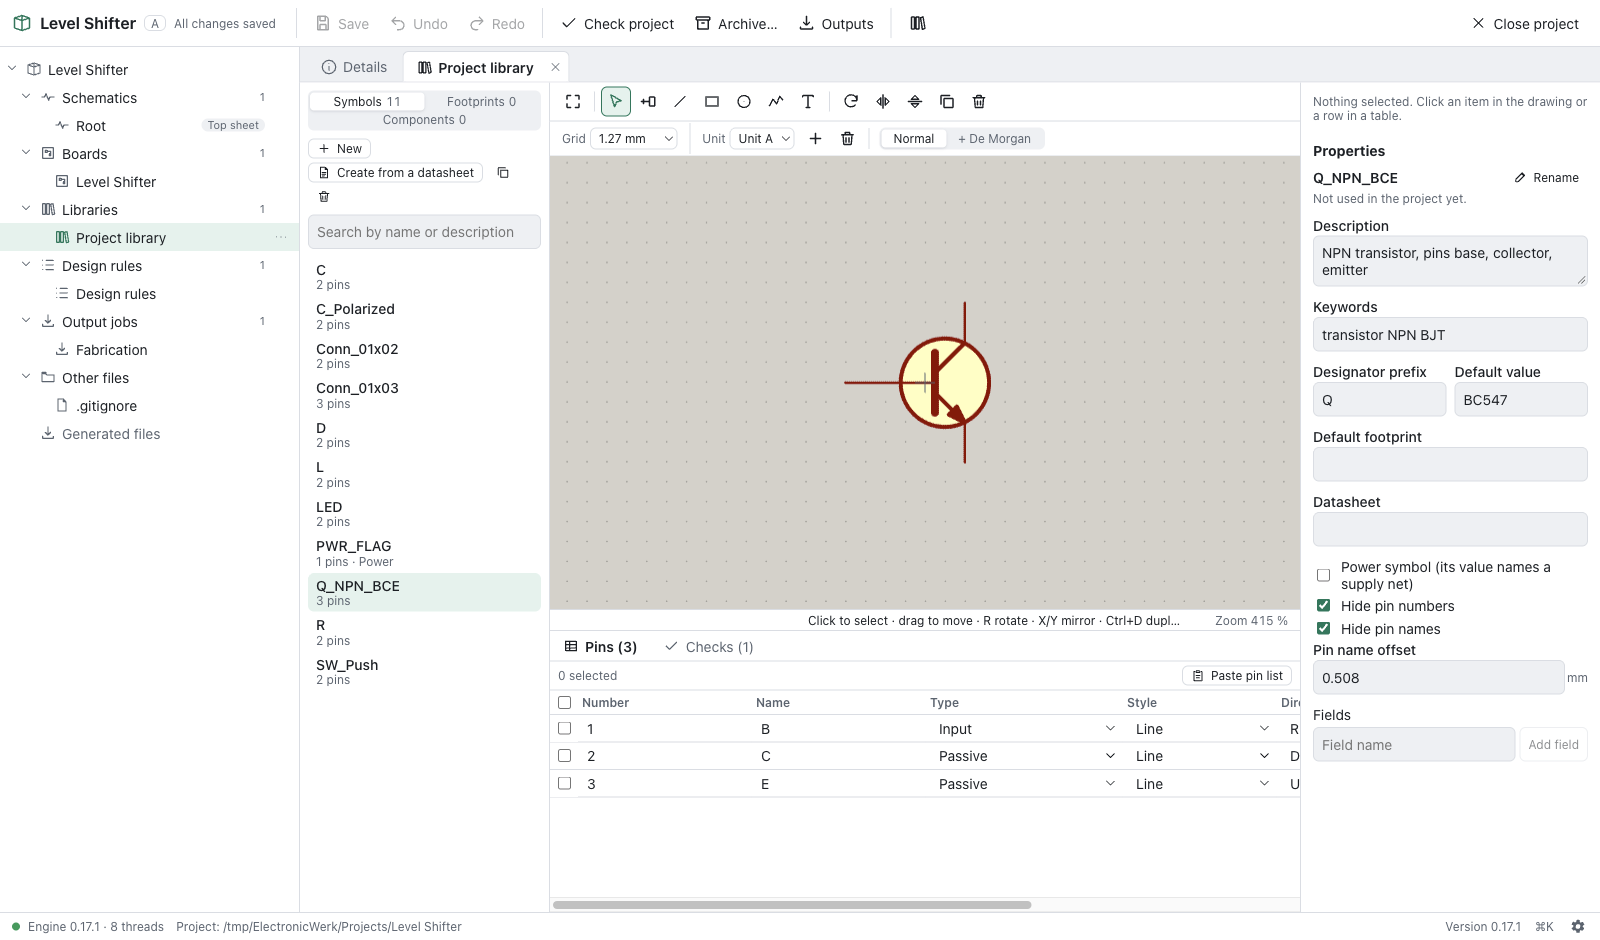 Level Shifter A All changes saved Save Undo Redo Check project Archive... Outputs Close project
Level Shifter
Schematics 1
Root Top sheet
Boards 1
Level Shifter
Libraries 1
Project library ...
Design rules 1
Design rules
Output jobs 1
Fabrication
Other files
.gitignore
Generated files
Details Project library
Symbols 11 Footprints 0
Components 0
New
Create from a datasheet
Search by name or description
C
2 pins
C_Polarized
2 pins
Conn_01x02
2 pins
Conn_01x03
3 pins
D
2 pins
L
2 pins
LED
2 pins
PWR_FLAG
1 pins · Power
Q_NPN_BCE
3 pins
R
2 pins
SW_Push
2 pins
Grid 1.27 mm Unit Unit A Normal + De Morgan
Click to select · drag to move · R rotate · X/Y mirror · Ctrl+D dupl... Zoom 415 %
Pins (3) Checks (1)
0 selected Paste pin list
Number Name Type Style Dire
1 B Input Line R
2 C Passive Line D
3 E Passive Line U
Nothing selected. Click an item in the drawing or
a row in a table.
Properties
Q_NPN_BCE Rename
Not used in the project yet.
Description
NPN transistor, pins base, collector,
emitter
Keywords
transistor NPN BJT
Designator prefix Default value
Q BC547
Default footprint
Datasheet
Power symbol (its value names a
supply net)
Hide pin numbers
Hide pin names
Pin name offset
0.508 mm
Fields
Field name Add field
Engine 0.17.1 · 8 threads Project: /tmp/ElectronicWerk/Projects/Level Shifter Version 0.17.1 ⌘K